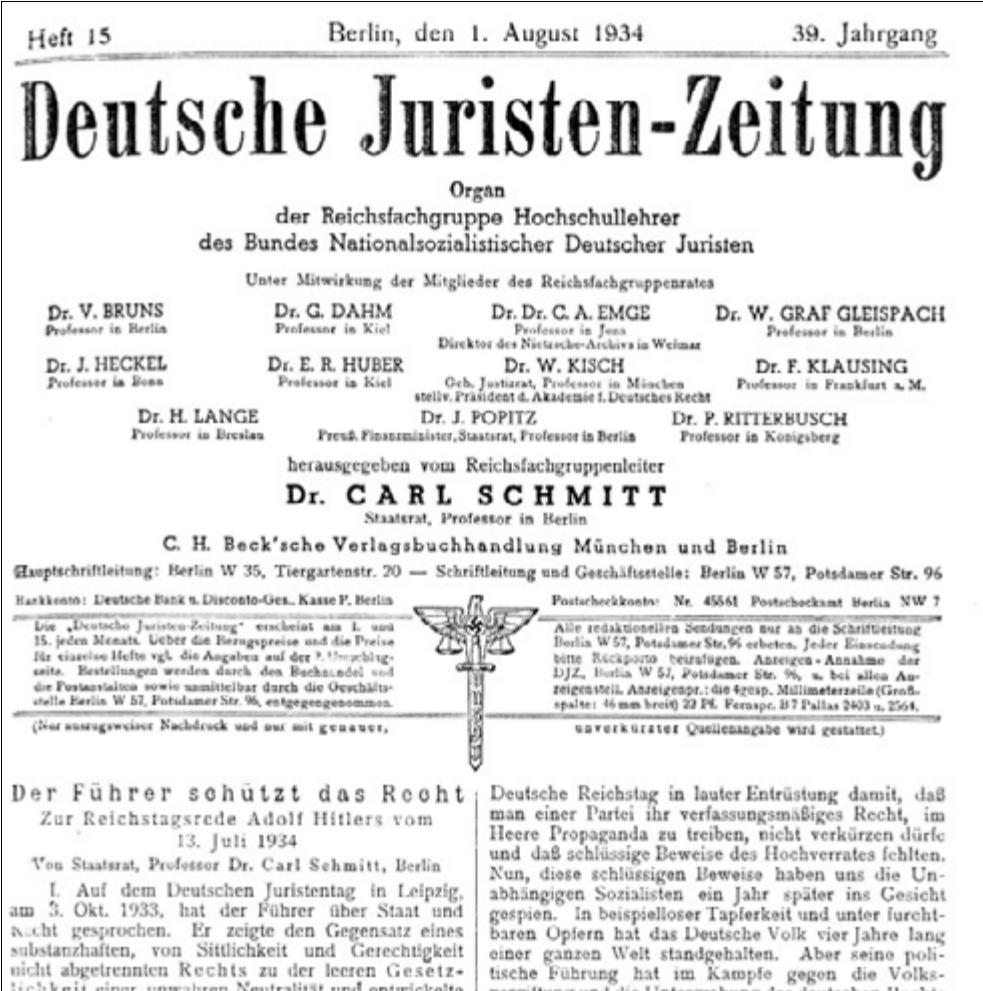 Heft 15
Berlin, den 1. August 1934
39. Jahrgang
Deutsche Juristen-Zeitung
Organ
der Reichsfachgruppe Hochschullehrer
des Bundes Nationalsozialistischer Deutscher Juristen
Unter Mitwirkung der Mitglieder des Reichsfachgruppenrates
Dr. V. BRUNS
Professor in Berlin
Dr. G. DAHM
Professor in Kiel
Dr. Dr. C. A. EMGE
Professor in Jena
Direktor des Nietzsche-Archivs in Weimar
Dr. W. GRAF GLEISPACH
Professor in Berlin
Dr. J. HECKEL
Professor in Bonn
Dr. E. R. HUBER
Professor in Kiel
Dr. W. KISCH
Geh. Justizrat, Professor in München
stellv. Präsident d. Akademie f. Deutsches Recht
Dr. F. KLAUSING
Professor in Frankfurt a. M.
Dr. H. LANGE
Professor in Breslau
Dr. J. POPITZ
Preuß. Finanzminister, Staatsrat, Professor in Berlin
Dr. P. RITTERBUSCH
Professor in Königsberg
herausgegeben vom Reichsfachgruppenleiter
Dr. CARL SCHMITT
Staatsrat, Professor in Berlin
C. H. Beck'sche Verlagsbuchhandlung München und Berlin
Hauptschriftleitung: Berlin W 35, Tiergartenstr. 20 — Schriftleitung und Geschäftsstelle: Berlin W 57, Potsdamer Str. 96
Bankkonto: Deutsche Bank u. Disconto-Ges., Kasse P, Berlin
Postscheckkonto: Nr. 45561 Postscheckamt Berlin NW 7
Die „Deutsche Juristen-Zeitung" erscheint am 1. und
15. jeden Monats. Ueber die Bezugspreise und die Preise
für einzelne Hefte vgl. die Angaben auf der Umschlag-
seite. Bestellungen werden durch den Buchhandel und
die Postanstalten sowie unmittelbar durch die Geschäfts-
stelle Berlin W 57, Potsdamer Str. 96, entgegengenommen.
Alle redaktionellen Sendungen nur an die Schriftleitung
Berlin W 57, Potsdamer Str. 96 erbeten. Jeder Einsendung
bitte Rückporto beizufügen. Anzeigen-Annahme der
DJZ, Berlin W 57, Potsdamer Str. 96, u. bei allen An-
zeigenstell. Anzeigenpr.: die 4gesp. Millimeterzeile (Groß-
spalte: 46 mm breit) 22 Pf. Fernspr. B 7 Pallas 2403 u. 2564.
(Nur auszugsweiser Nachdruck und nur mit genauer,
unverkürzter Quellenangabe wird gestattet.)
Der Führer schützt das Recht
Zur Reichstagsrede Adolf Hitlers vom
13. Juli 1934
Von Staatsrat, Professor Dr. Carl Schmitt, Berlin
I. Auf dem Deutschen Juristentag in Leipzig,
am 3. Okt. 1933, hat der Führer über Staat und
Recht gesprochen. Er zeigte den Gegensatz eines
substanzhaften, von Sittlichkeit und Gerechtigkeit
nicht abgetrennten Rechts zu der leeren Gesetz-
lichkeit einer unwahren Neutralität und entwickelte
Deutsche Reichstag in lauter Entrüstung damit, daß
man einer Partei ihr verfassungsmäßiges Recht, im
Heere Propaganda zu treiben, nicht verkürzen dürfe
und daß schlüssige Beweise des Hochverrates fehlten.
Nun, diese schlüssigen Beweise haben uns die Un-
abhängigen Sozialisten ein Jahr später ins Gesicht
gespien. In beispielloser Tapferkeit und unter furcht-
baren Opfern hat das Deutsche Volk vier Jahre lang
einer ganzen Welt standgehalten. Aber seine poli-
tische Führung hat im Kampfe gegen die Volks-